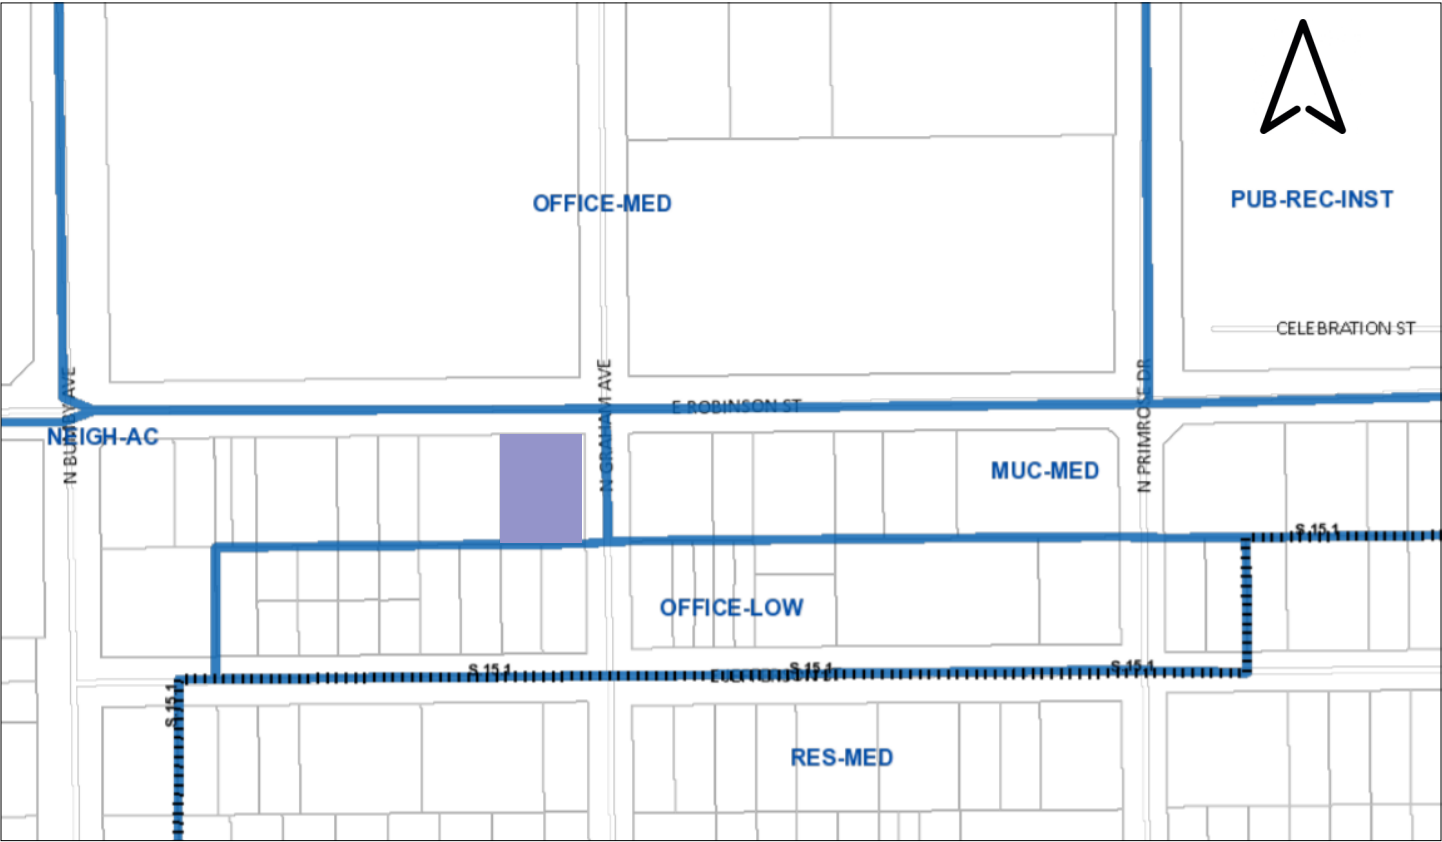 OFFICE-MED
PUB-REC-INST
CELEBRATION ST
N BUMBY AVE
N GRAHAM AVE
E ROBINSON ST
N PRIMROSE DR
NEIGH-AC
MUC-MED
S.15.1
OFFICE-LOW
S.15.1
S.15.1
S.15.1
S.15.1
RES-MED